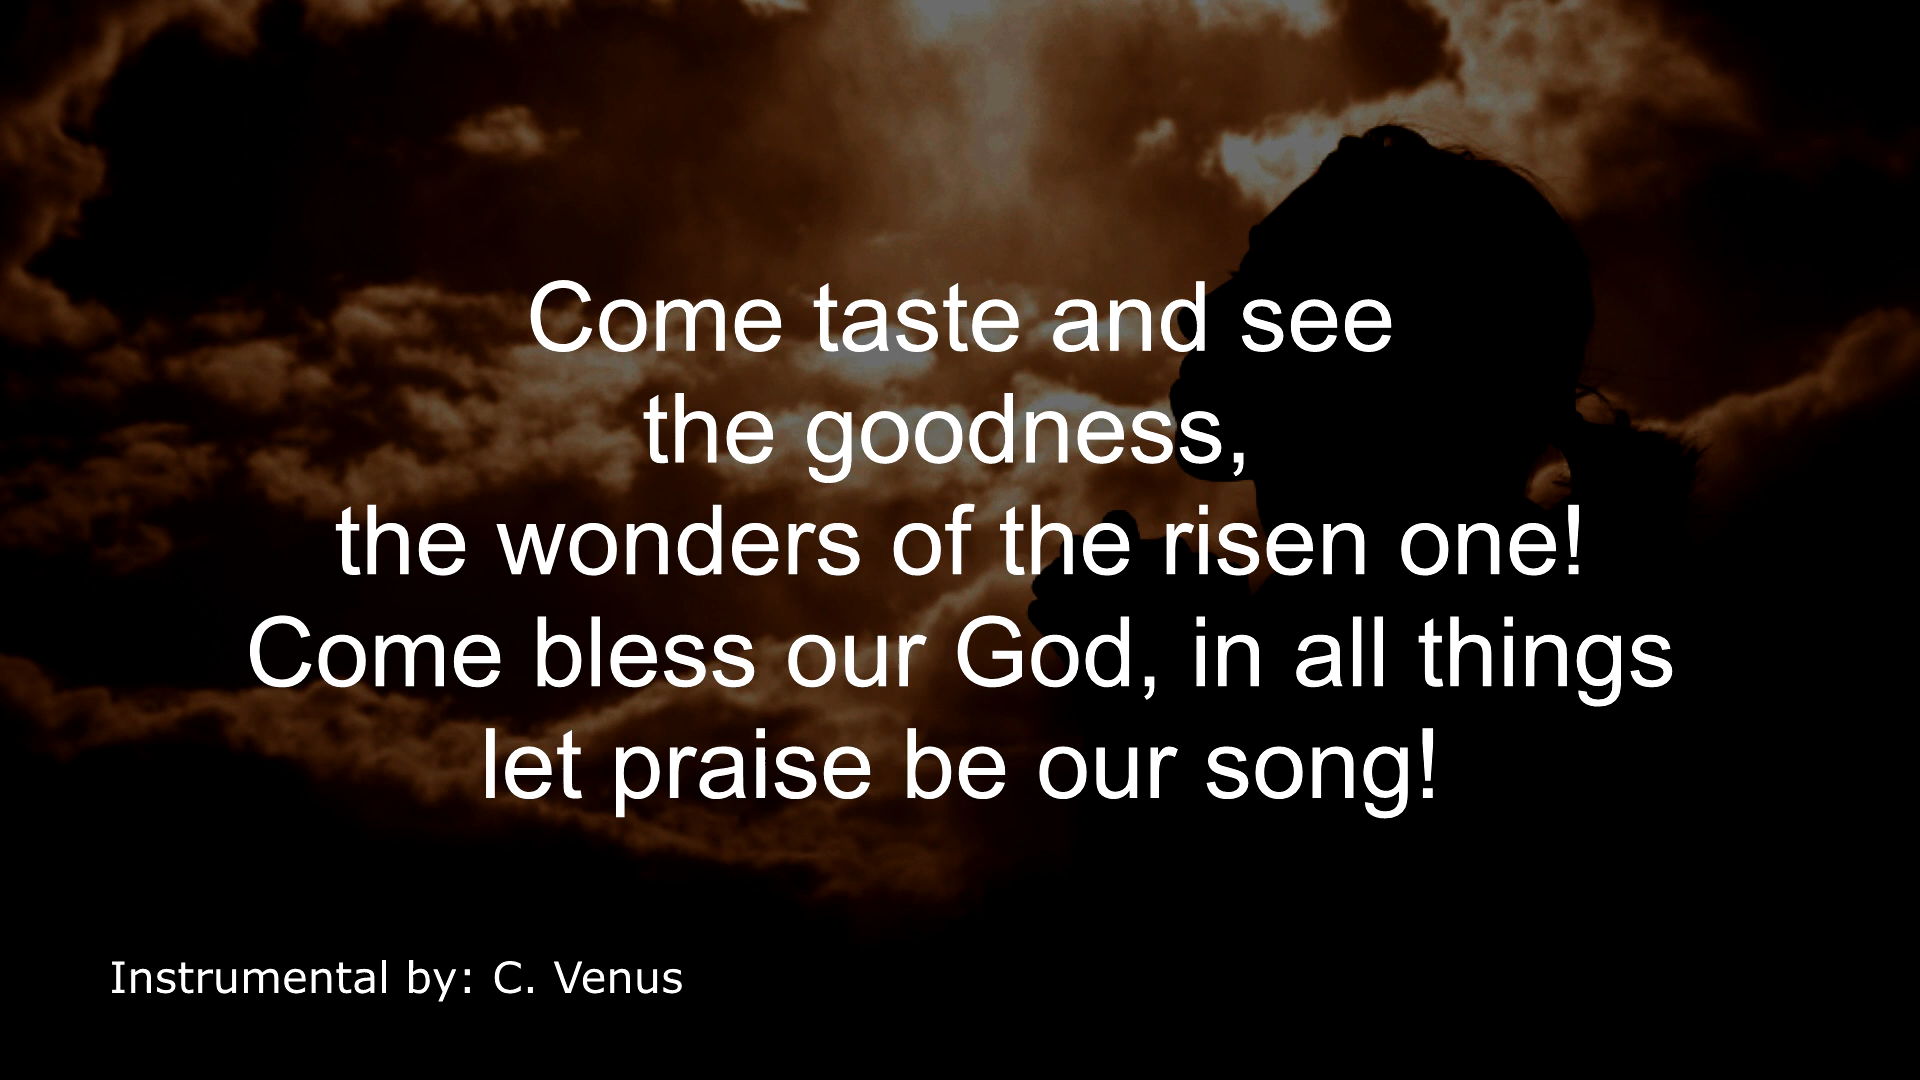 Come taste and see
the goodness,
the wonders of the risen one!
Come bless our God, in all things
let praise be our song!
Instrumental by: C. Venus